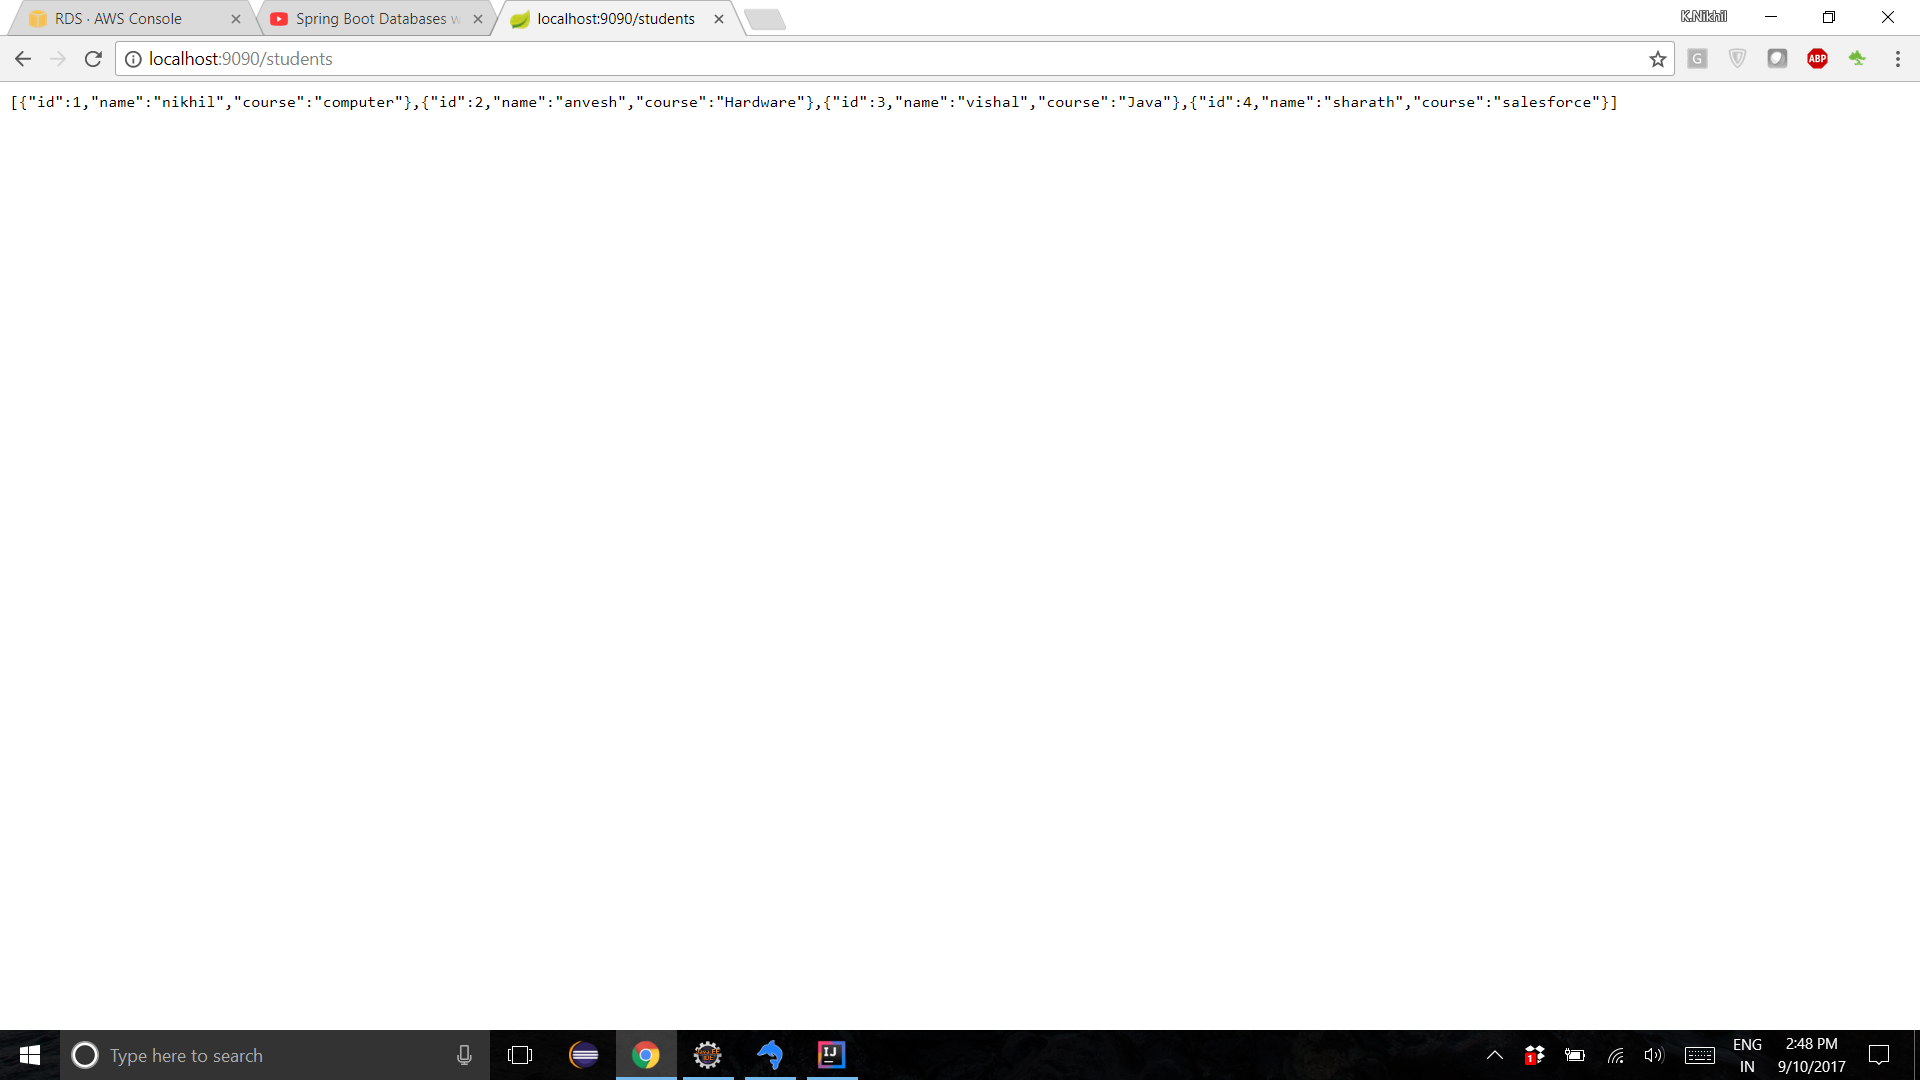 RDS · AWS Console
Spring Boot Databases w
localhost:9090/students
K.Nikhil
localhost:9090/students
G
ABP
[{"id":1,"name":"nikhil","course":"computer"},{"id":2,"name":"anvesh","course":"Hardware"},{"id":3,"name":"vishal","course":"Java"},{"id":4,"name":"sharath","course":"salesforce"}]
Type here to search
IJ
1
ENG
IN
2:48 PM
9/10/2017